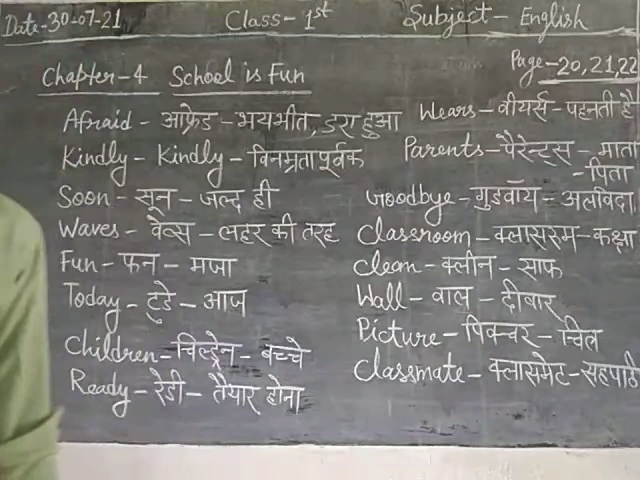 Date-30-07-21 Class-1st Subject-English
Page-20,21,22
Chapter-4 School is Fun
Afraid - आफ्रेड - भयभीत, डरा हुआ
Kindly - Kindly - विनम्रतापूर्वक
Soon - सून - जल्द ही
Waves - वेव्स - लहर की तरह
Fun - फन - मजा
Today - टुडे - आज
Children - चिल्ड्रेन - बच्चे
Ready - रेडी - तैयार होना
Wears - वीयर्स - पहनती है
Parents - पैरेन्ट्स - माता
- पिता
Goodbye - गुडवॉय - अलविदा
Classroom - क्लासरूम - कक्षा
Clean - क्लीन - साफ
Wall - वाल - दीवार
Picture - पिक्चर - चित्र
Classmate - क्लासमेट - सहपाठी